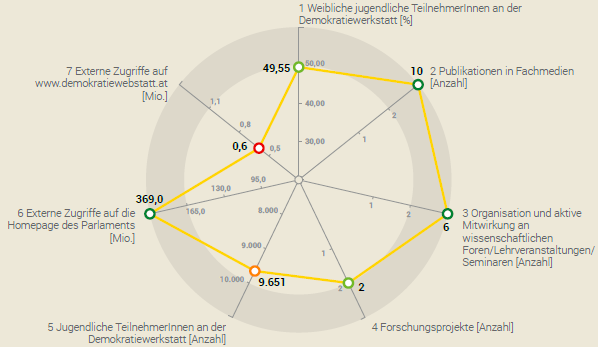 1 Weibliche jugendliche TeilnehmerInnen an der
Demokratiewerkstatt [%]
7 Externe Zugriffe auf
www.demokratiewebstatt.at
[Mio.]
49,55
50,00
40,00
30,00
10
2 Publikationen in Fachmedien
[Anzahl]
2
1
1,1
0,8
0,5
0,6
369,0
165,0
130,0
95,0
6 Externe Zugriffe auf die
Homepage des Parlaments
[Mio.]
1
2
6
3 Organisation und aktive
Mitwirkung an
wissenschaftlichen
Foren/Lehrveranstaltungen/
Seminaren [Anzahl]
8.000
9.000
10.000
9.651
1
2
2
5 Jugendliche TeilnehmerInnen an der
Demokratiewerkstatt [Anzahl]
4 Forschungsprojekte [Anzahl]